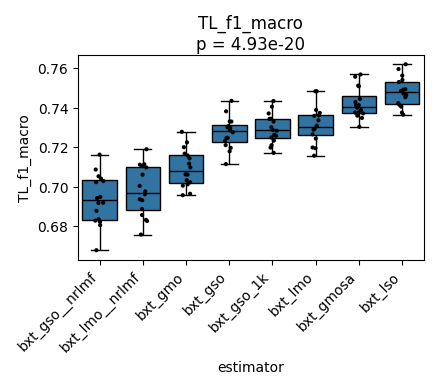 TL_f1_macro
p = 4.93e-20
TL_f1_macro
0.76
0.74
0.72
0.70
0.68
bxt_gso__nrlmf
bxt_lmo__nrlmf
bxt_gmo
bxt_gso
bxt_gso_1k
bxt_lmo
bxt_gmosa
bxt_lso
estimator